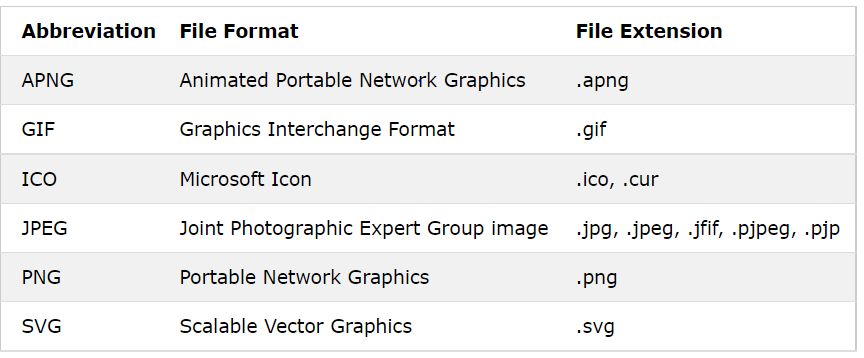 Abbreviation File Format File Extension
APNG Animated Portable Network Graphics .apng
GIF Graphics Interchange Format .gif
ICO Microsoft Icon .ico, .cur
JPEG Joint Photographic Expert Group image .jpg, .jpeg, .jfif, .pjpeg, .pjp
PNG Portable Network Graphics .png
SVG Scalable Vector Graphics .svg